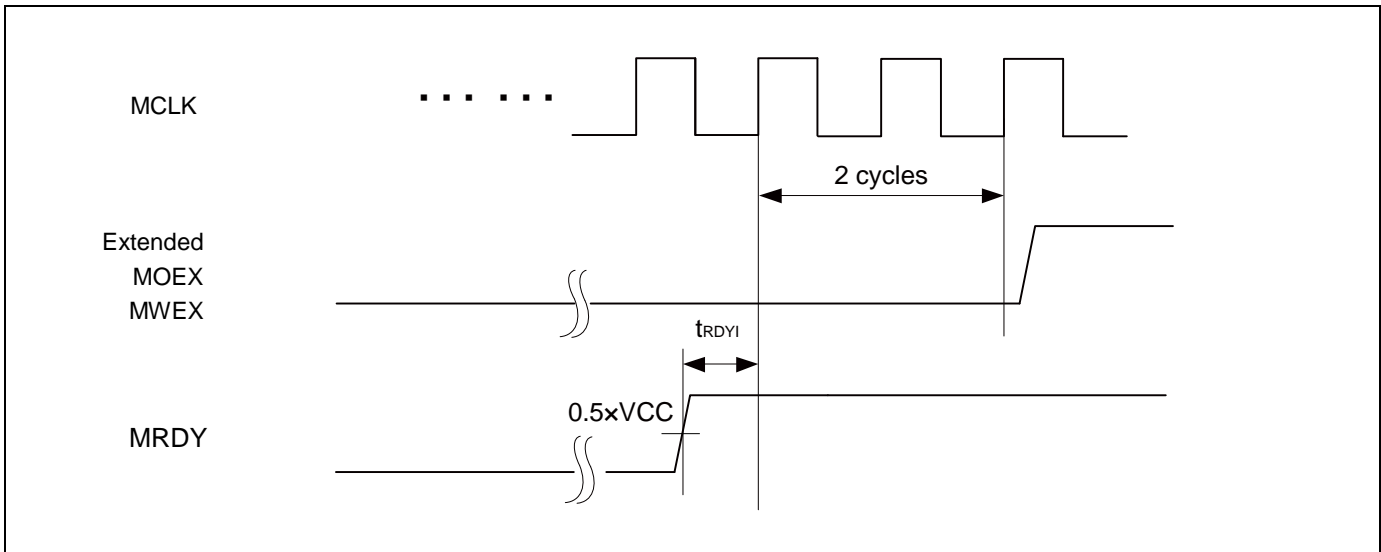 MCLK
... ...
2 cycles
Extended
MOEX
MWEX
tRDYI
0.5×VCC
MRDY